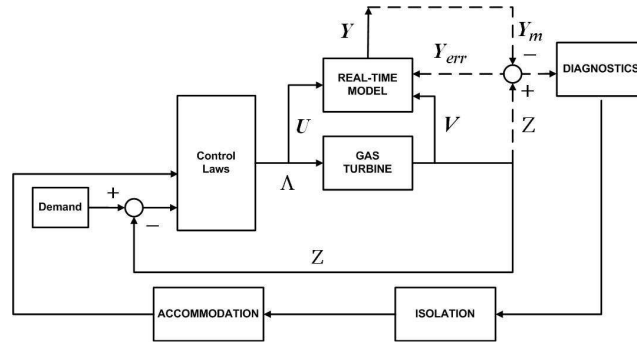 Y
Y_m
−
Y_err
+
REAL-TIME
MODEL
DIAGNOSTICS
U
V
Z
Control
Laws
GAS
TURBINE
Λ
Demand
+
−
Z
ACCOMMODATION
ISOLATION